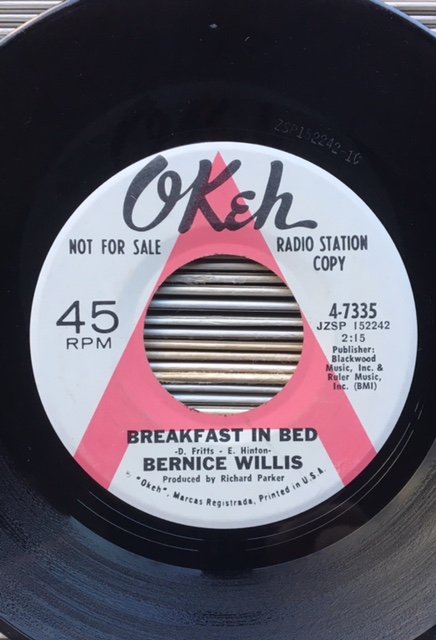 ZSP152242-1C
OKeh
NOT FOR SALE
RADIO STATION
COPY
45
RPM
4-7335
JZSP 152242
2:15
Publisher:
Blackwood
Music, Inc. &
Ruler Music,
Inc. (BMI)
BREAKFAST IN BED
-D. Fritts - E. Hinton-
BERNICE WILLIS
Produced by Richard Parker
"Okeh", Marcas Registrada, Printed in U.S.A.